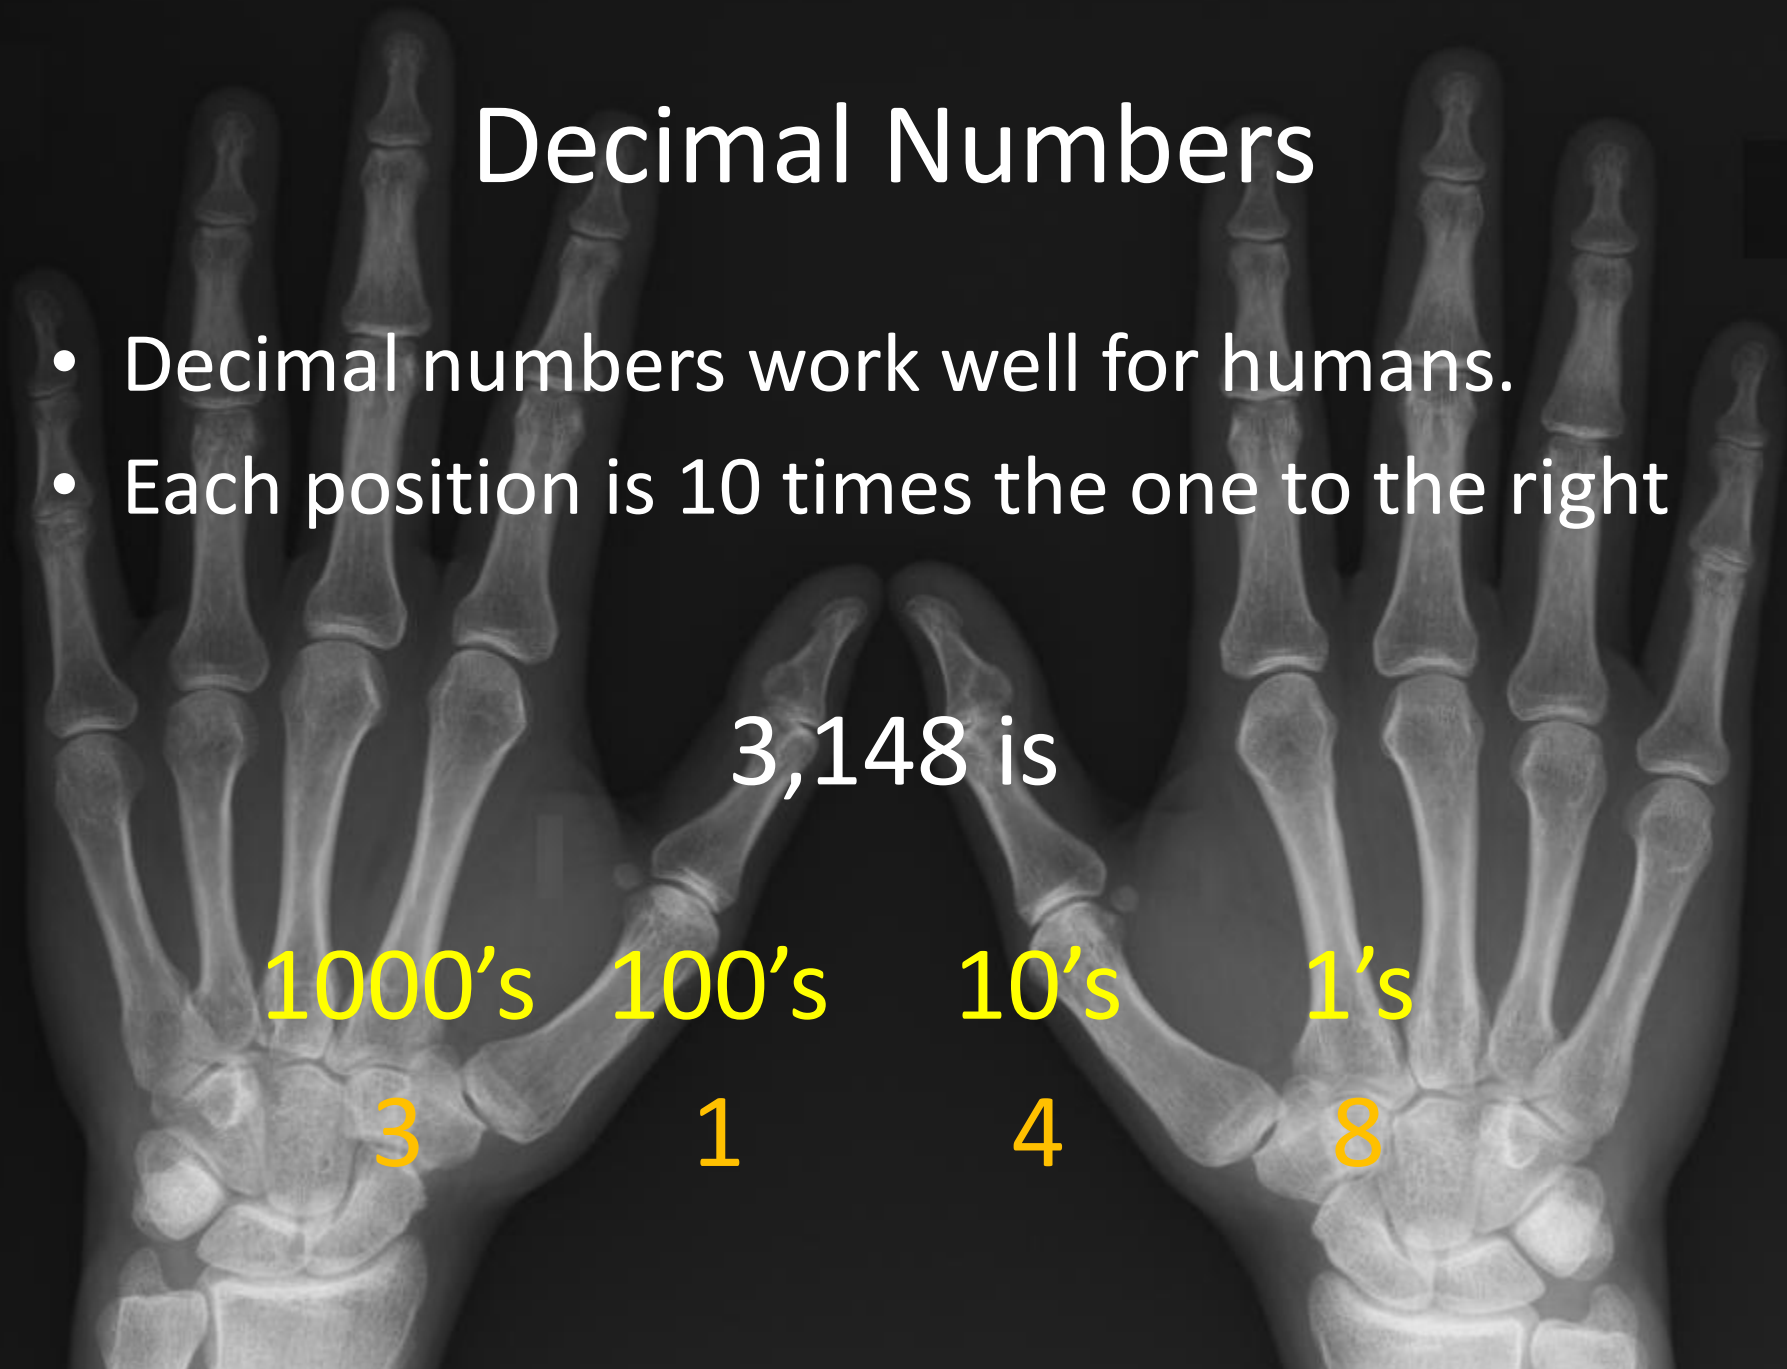 Decimal Numbers
• Decimal numbers work well for humans.
• Each position is 10 times the one to the right
3,148 is
1000’s 100’s 10’s 1’s
3 1 4 8